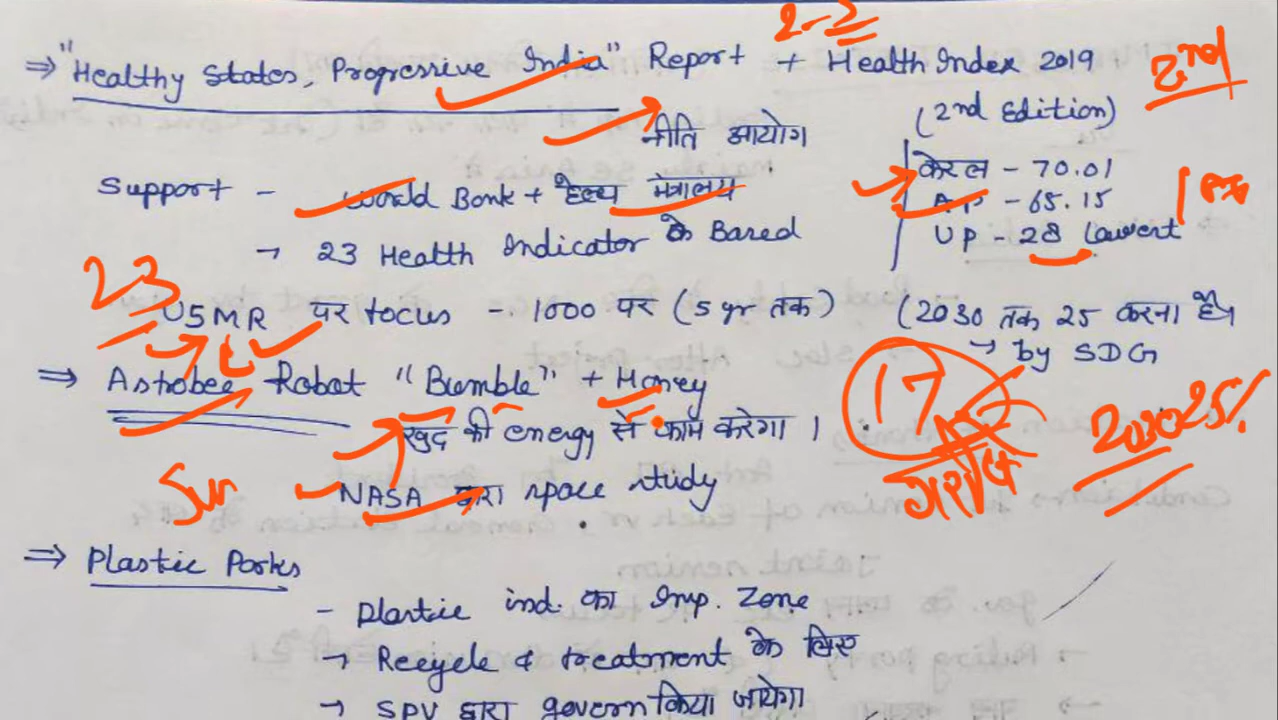 2-2
⇒ "Healthy States, Progressive India" Report + Health Index 2019
2nd
नीति आयोग
(2nd Edition)
Support - World Bank + हेल्थ मंत्रालय
केरल - 70.01
AP - 65.15
UP - 28 Lowest
→ 23 Health Indicator के Based
23
U5MR पर focus - 1000 पर (5 yr तक) (2030 तक 25 करना है।
→ by SDG
⇒ Astrobee Robot "Bumble" + Honey
17
2030 25%
खुद की energy से काम करेगा ।
गरीब
Sun
NASA द्वारा space study
⇒ Plastic Parks
- Plastic ind. का Imp. Zone
→ Recycle & treatment के लिए
→ SPV द्वारा govern किया जायेगा